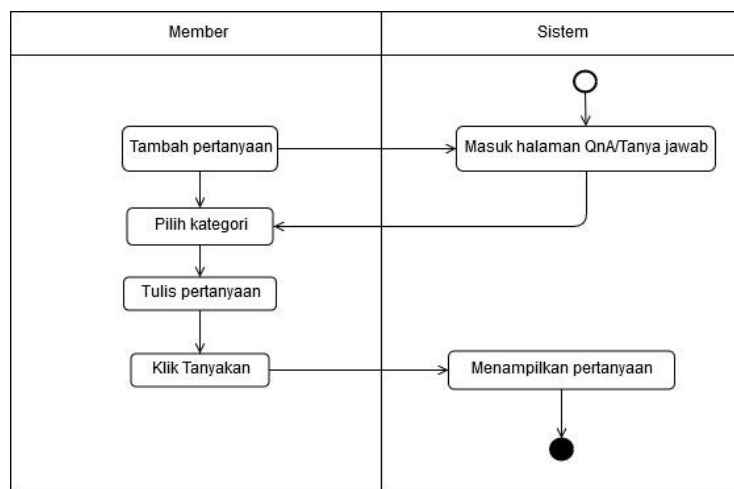 Member
Sistem
Tambah pertanyaan
Masuk halaman QnA/Tanya jawab
Pilih kategori
Tulis pertanyaan
Klik Tanyakan
Menampilkan pertanyaan